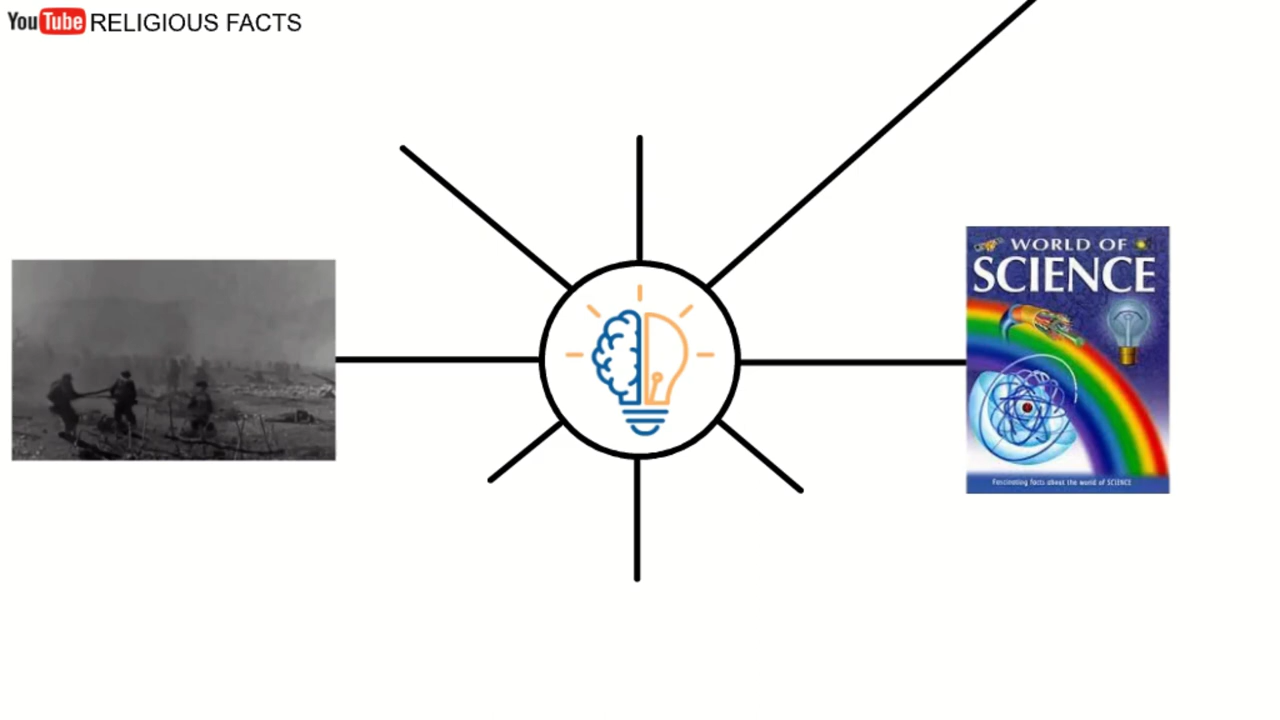 YouTube RELIGIOUS FACTS
WORLD OF
SCIENCE
Fascinating facts about the world of SCIENCE